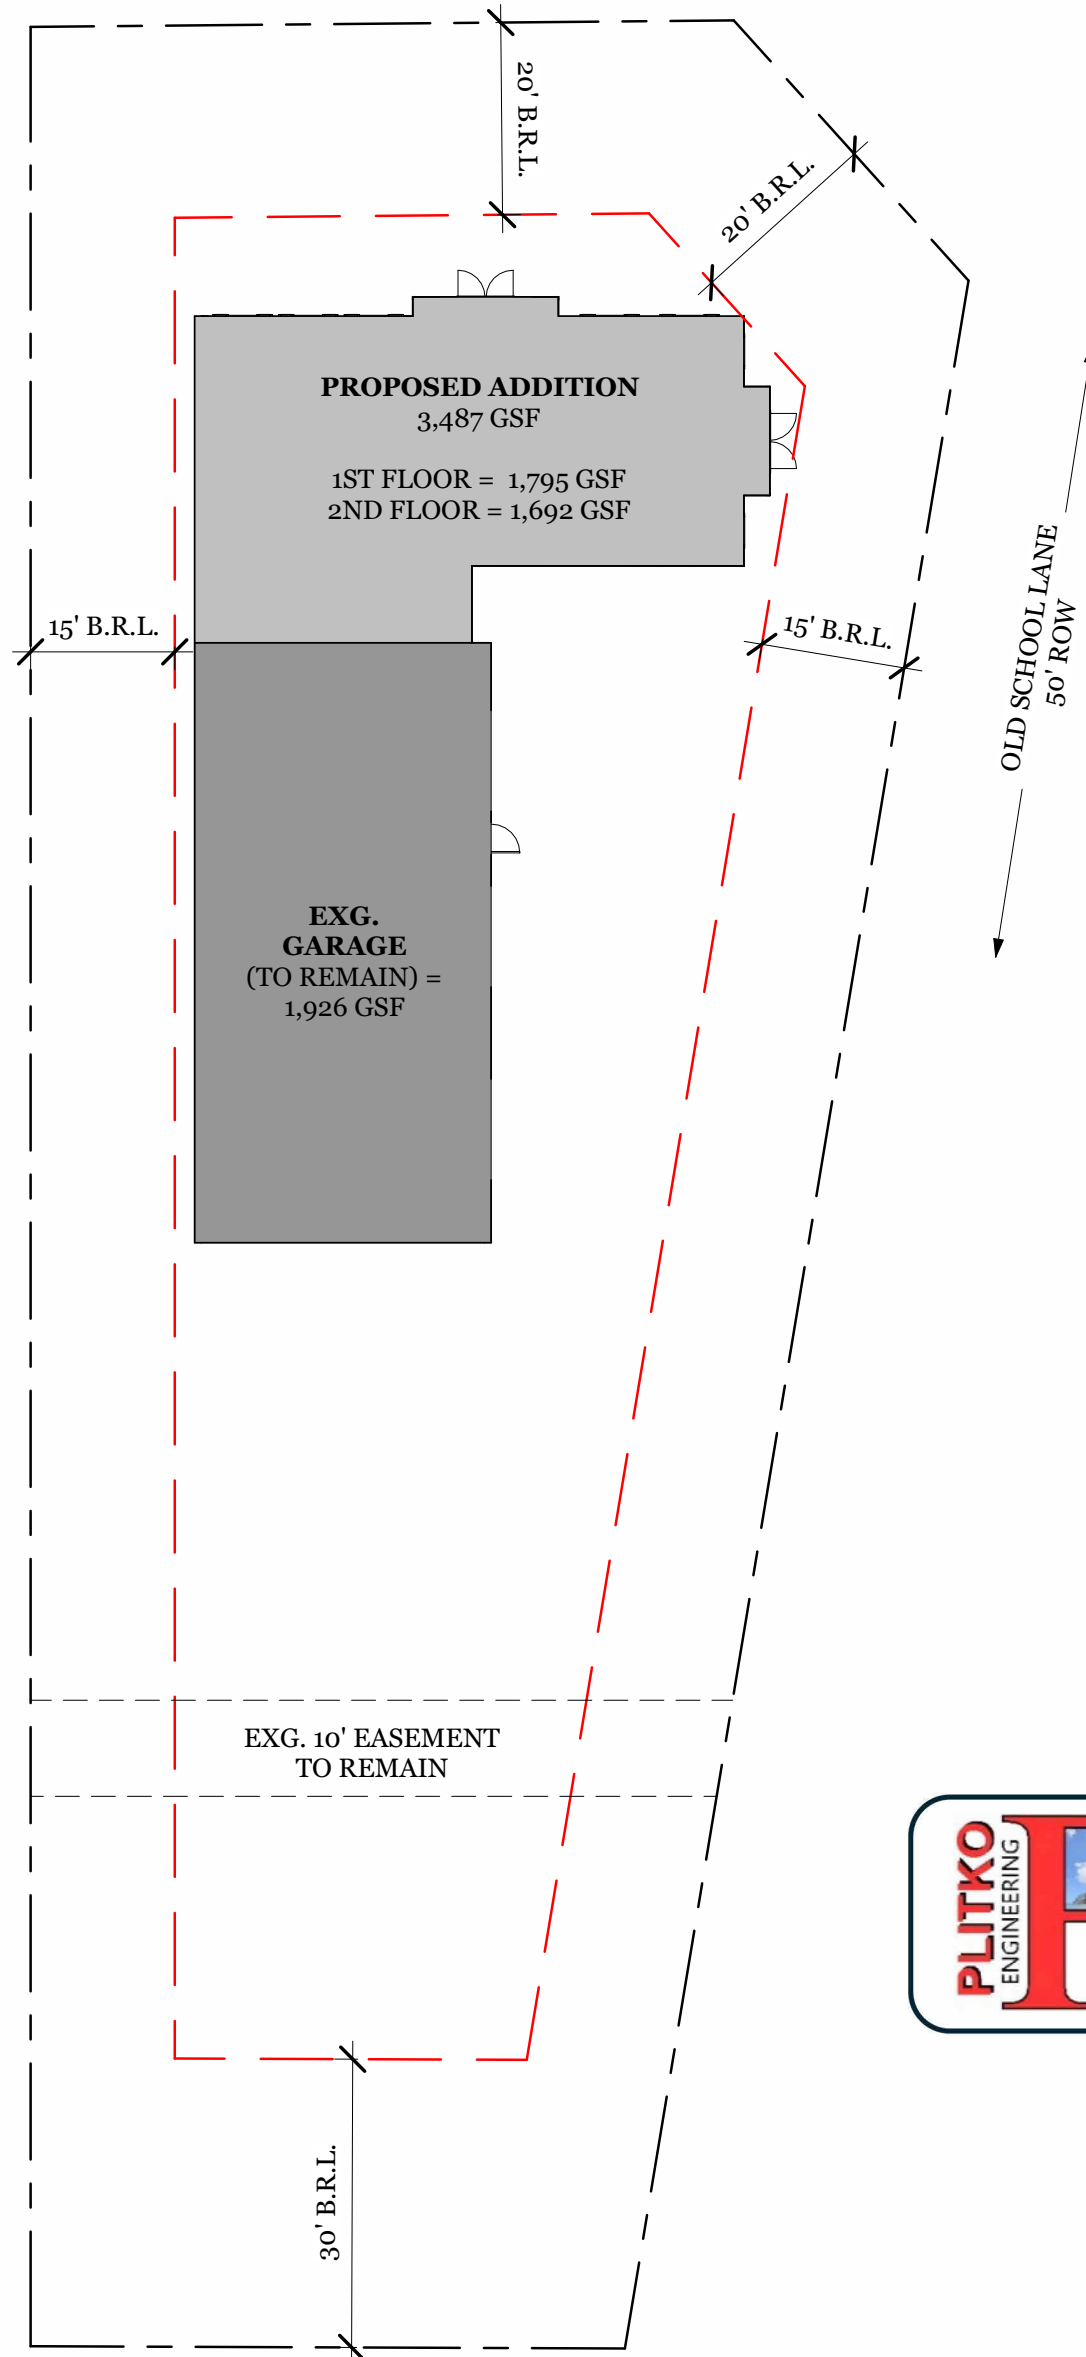 20' B.R.L.
20' B.R.L.
PROPOSED ADDITION
3,487 GSF
1ST FLOOR = 1,795 GSF
2ND FLOOR = 1,692 GSF
15' B.R.L.
15' B.R.L.
OLD SCHOOL LANE
50' ROW
EXG.
GARAGE
(TO REMAIN) =
1,926 GSF
EXG. 10' EASEMENT
TO REMAIN
PLITKO
ENGINEERING
30' B.R.L.